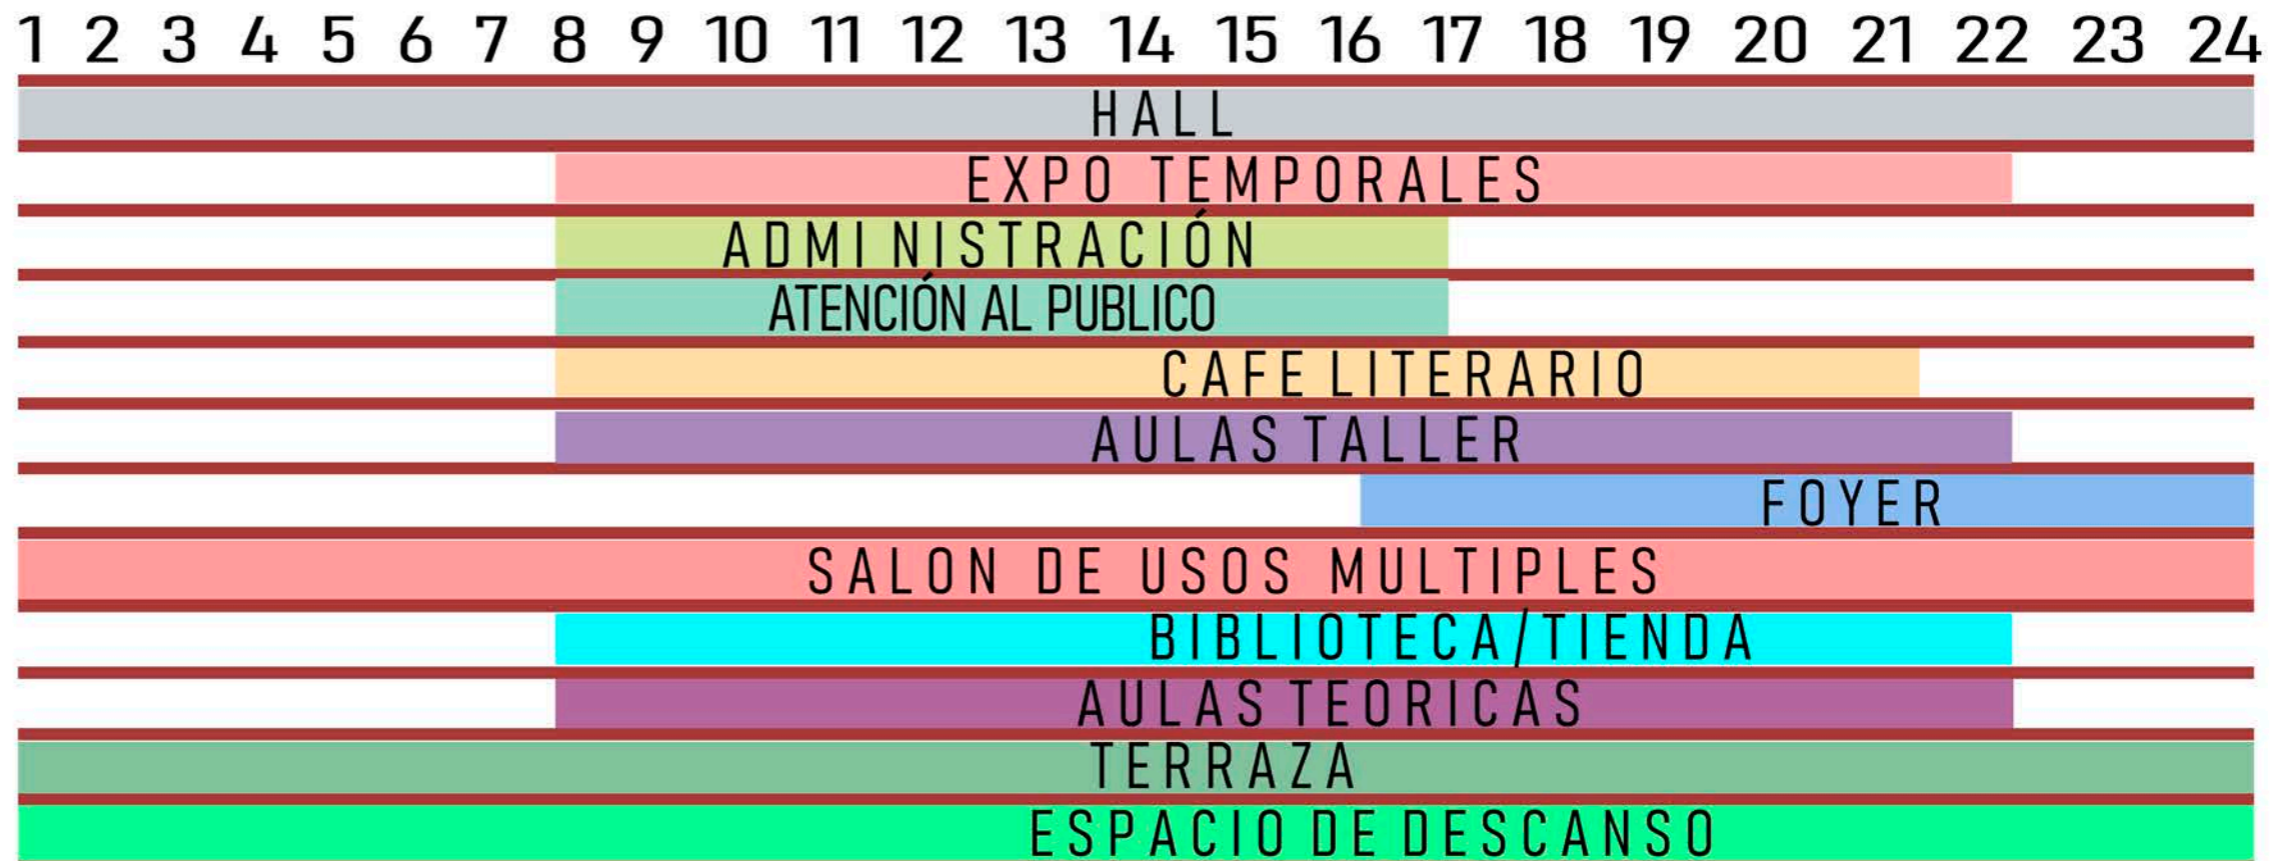 1 2 3 4 5 6 7 8 9 10 11 12 13 14 15 16 17 18 19 20 21 22 23 24
HALL
EXPO TEMPORALES
ADMINISTRACIÓN
ATENCIÓN AL PUBLICO
CAFE LITERARIO
AULAS TALLER
FOYER
SALON DE USOS MULTIPLES
BIBLIOTECA/TIENDA
AULAS TEORICAS
TERRAZA
ESPACIO DE DESCANSO